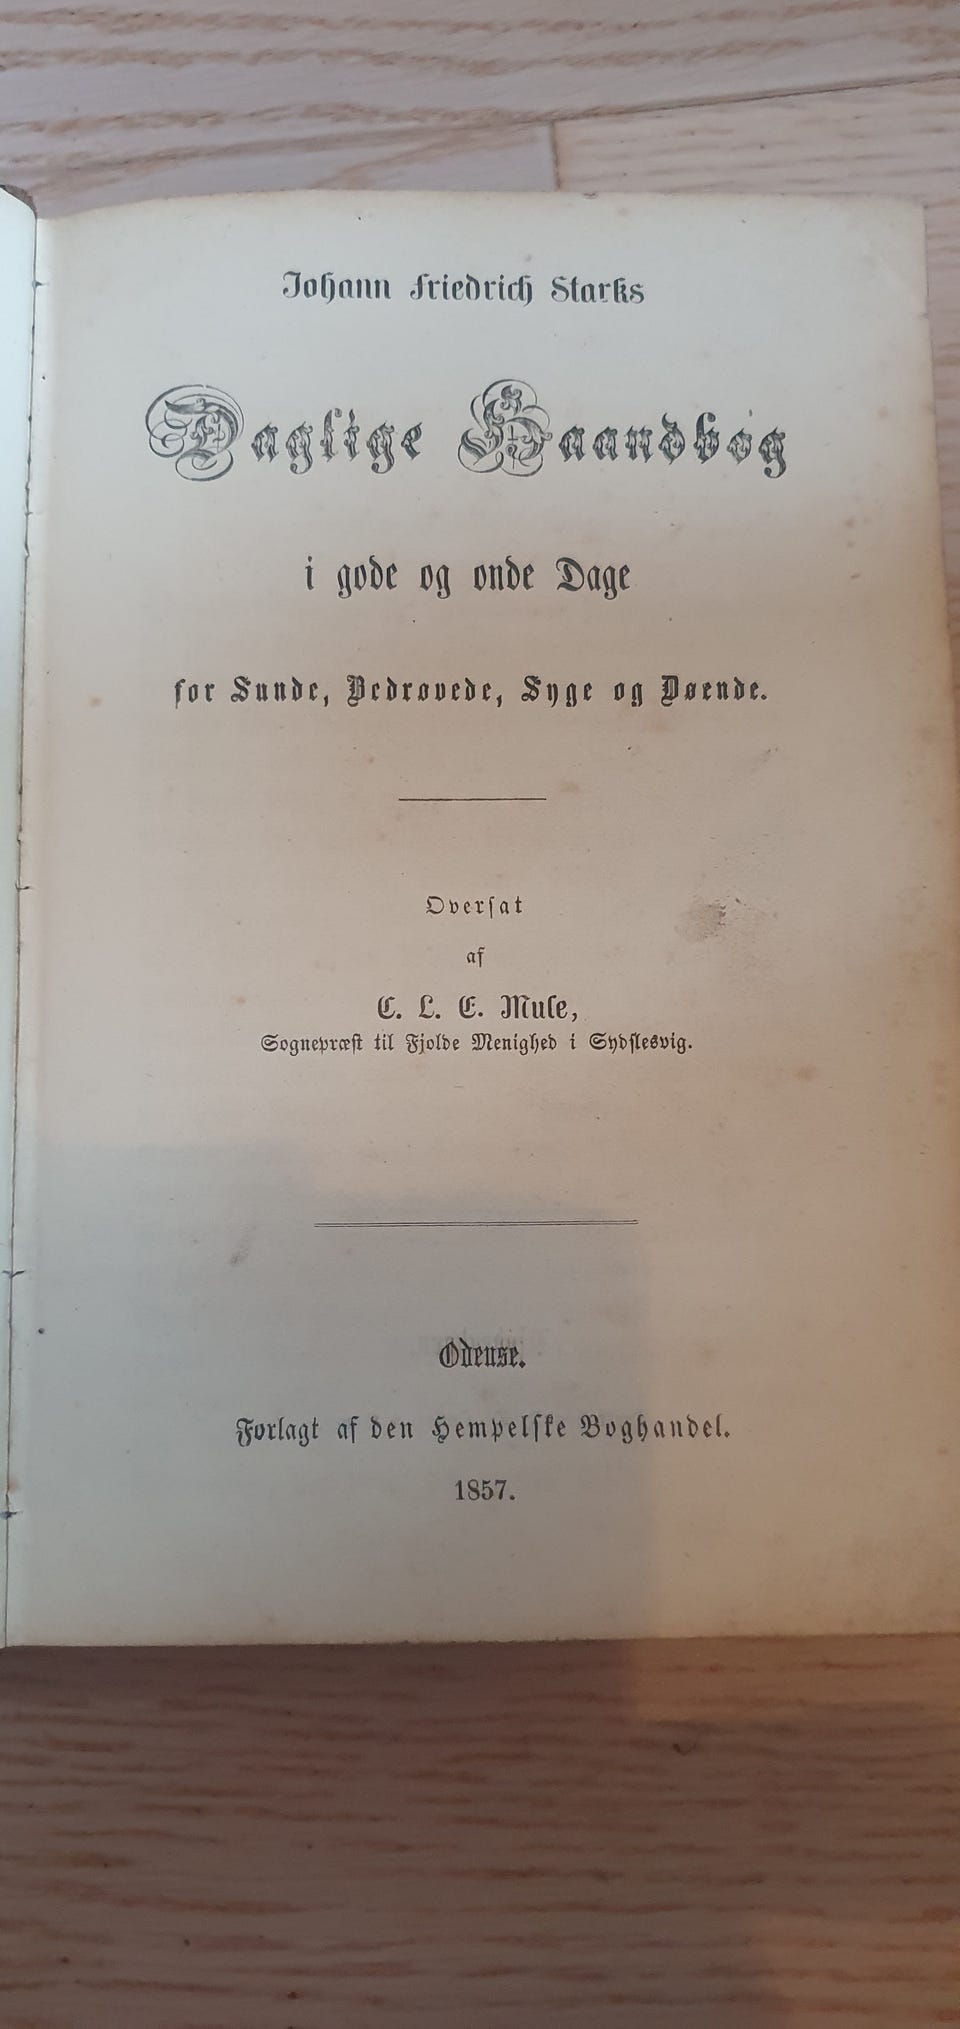 Johann Friedrich Starks
Daglige Haandbog
i gode og onde Dage
for Sunde, Bedrøvede, Syge og Døende.
Oversat
af
C. L. E. Mule,
Sognepræst til Fjolde Menighed i Sydslesvig.
Odense.
Forlagt af den Hempelske Boghandel.
1857.